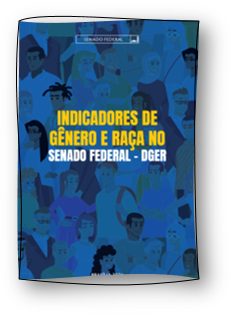 SENADO FEDERAL
INDICADORES DE
GÊNERO E RAÇA NO
SENADO FEDERAL - DGER